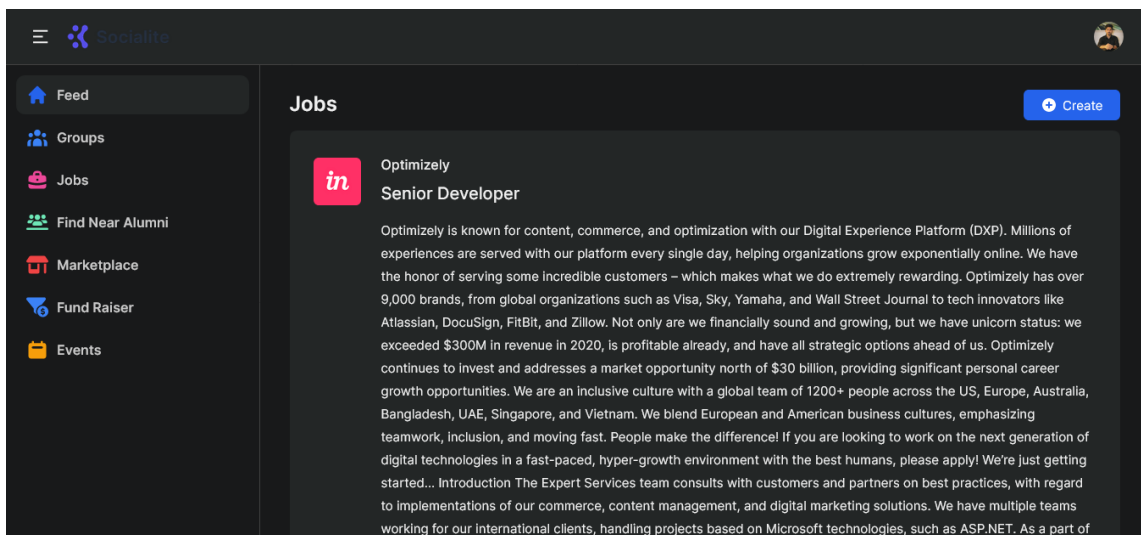 Socialite
Feed
Groups
Jobs
Find Near Alumni
Marketplace
Fund Raiser
Events
Jobs
Create
in
Optimizely
Senior Developer
Optimizely is known for content, commerce, and optimization with our Digital Experience Platform (DXP). Millions of
experiences are served with our platform every single day, helping organizations grow exponentially online. We have
the honor of serving some incredible customers – which makes what we do extremely rewarding. Optimizely has over
9,000 brands, from global organizations such as Visa, Sky, Yamaha, and Wall Street Journal to tech innovators like
Atlassian, DocuSign, FitBit, and Zillow. Not only are we financially sound and growing, but we have unicorn status: we
exceeded $300M in revenue in 2020, is profitable already, and have all strategic options ahead of us. Optimizely
continues to invest and addresses a market opportunity north of $30 billion, providing significant personal career
growth opportunities. We are an inclusive culture with a global team of 1200+ people across the US, Europe, Australia,
Bangladesh, UAE, Singapore, and Vietnam. We blend European and American business cultures, emphasizing
teamwork, inclusion, and moving fast. People make the difference! If you are looking to work on the next generation of
digital technologies in a fast-paced, hyper-growth environment with the best humans, please apply! We're just getting
started... Introduction The Expert Services team consults with customers and partners on best practices, with regard
to implementations of our commerce, content management, and digital marketing solutions. We have multiple teams
working for our international clients, handling projects based on Microsoft technologies, such as ASP.NET. As a part of